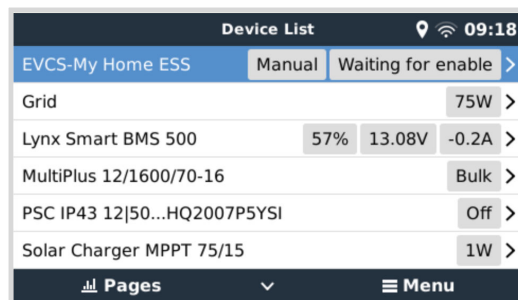 Device List 09:18
EVCS-My Home ESS Manual Waiting for enable
Grid 75W
Lynx Smart BMS 500 57% 13.08V -0.2A
MultiPlus 12/1600/70-16 Bulk
PSC IP43 12|50...HQ2007P5YSI Off
Solar Charger MPPT 75/15 1W
Pages Menu